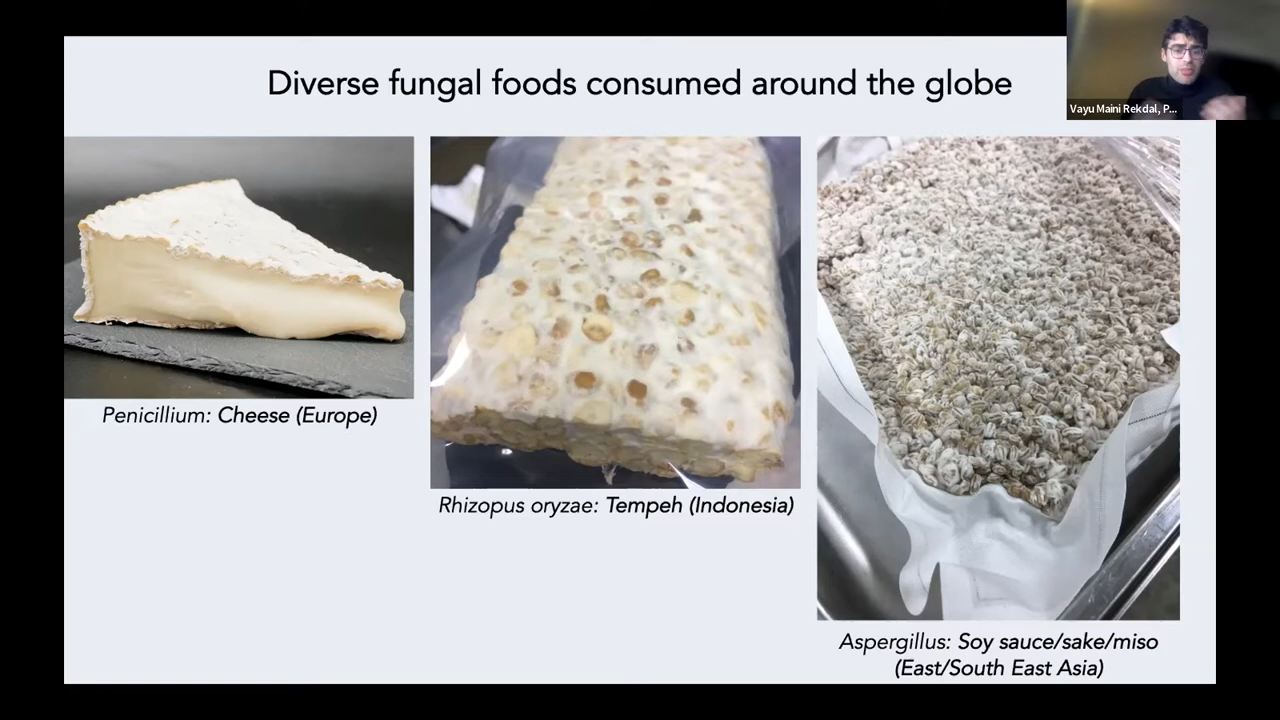 Diverse fungal foods consumed around the globe
Vayu Maini Rekdal, P...
Penicillium: Cheese (Europe)
Rhizopus oryzae: Tempeh (Indonesia)
Aspergillus: Soy sauce/sake/miso
(East/South East Asia)